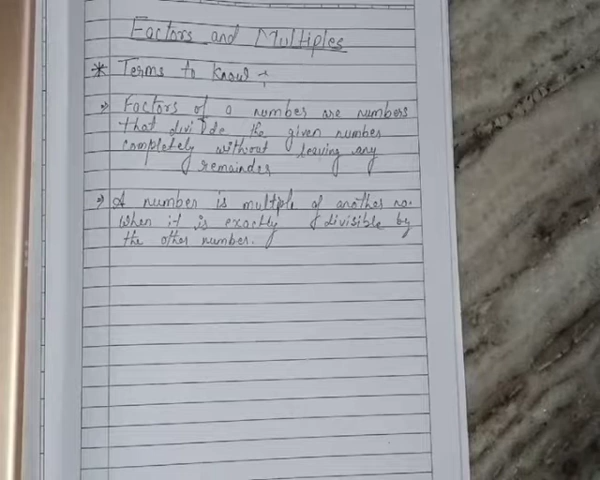 Factors and Multiples
* Terms to know :-
→ Factors of a number are numbers
that divide the given number
completely without leaving any
remainder
→ A number is multiple of another no.
when it is exactly divisible by
the other number.